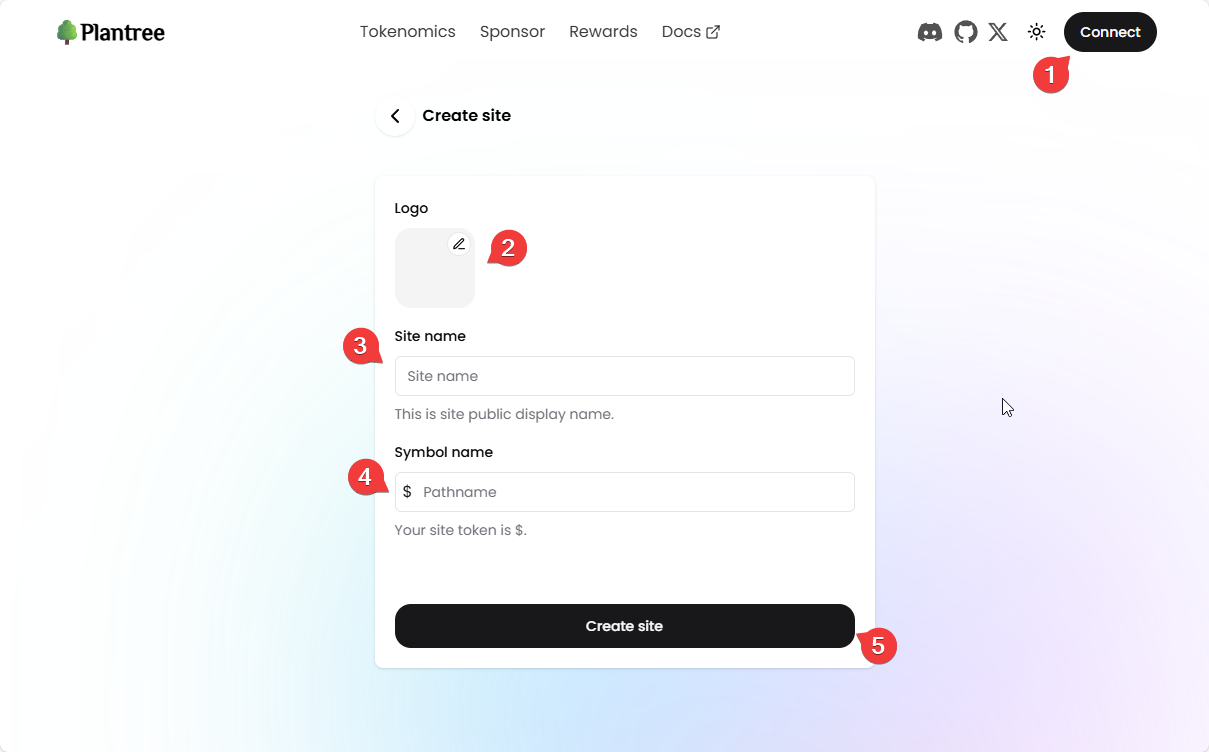 Plantree
Tokenomics Sponsor Rewards Docs
Connect
1
Create site
Logo
2
Site name
3
Site name
This is site public display name.
Symbol name
4
$ Pathname
Your site token is $.
Create site
5